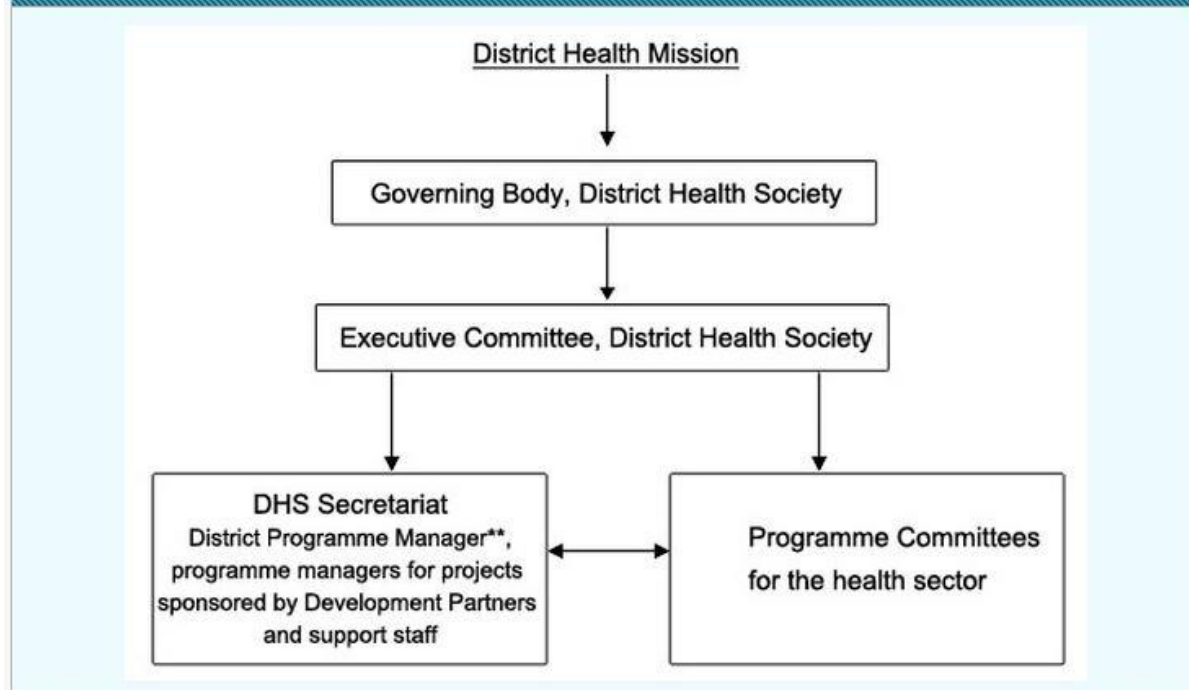 District Health Mission
Governing Body, District Health Society
Executive Committee, District Health Society
DHS Secretariat
District Programme Manager**,
programme managers for projects
sponsored by Development Partners
and support staff
Programme Committees
for the health sector